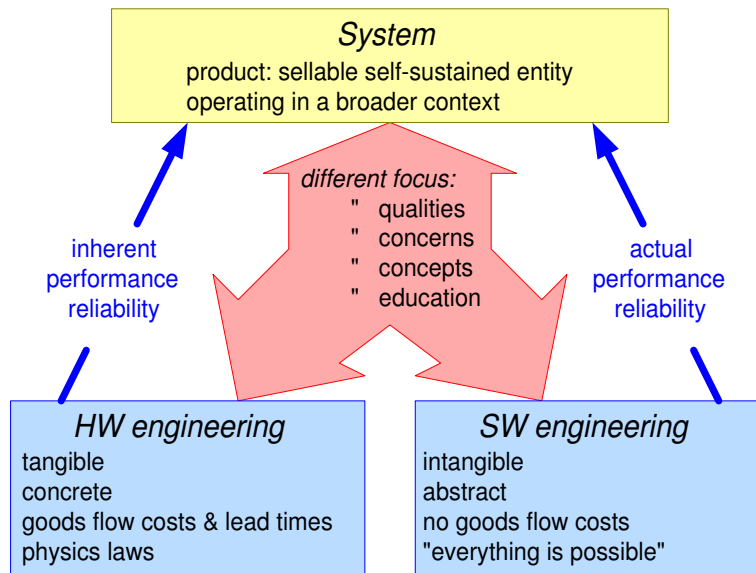 System
product: sellable self-sustained entity
operating in a broader context
different focus:
" qualities
" concerns
" concepts
" education
inherent
performance
reliability
actual
performance
reliability
HW engineering
tangible
concrete
goods flow costs & lead times
physics laws
SW engineering
intangible
abstract
no goods flow costs
"everything is possible"